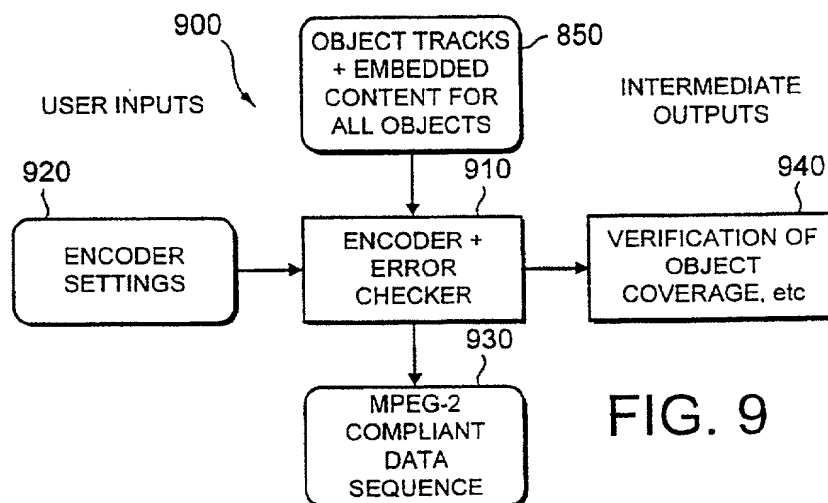 900
OBJECT TRACKS
+ EMBEDDED
CONTENT FOR
ALL OBJECTS
850
USER INPUTS
INTERMEDIATE
OUTPUTS
920
ENCODER
SETTINGS
910
ENCODER +
ERROR
CHECKER
940
VERIFICATION OF
OBJECT
COVERAGE, etc
930
MPEG-2
COMPLIANT
DATA
SEQUENCE
FIG. 9